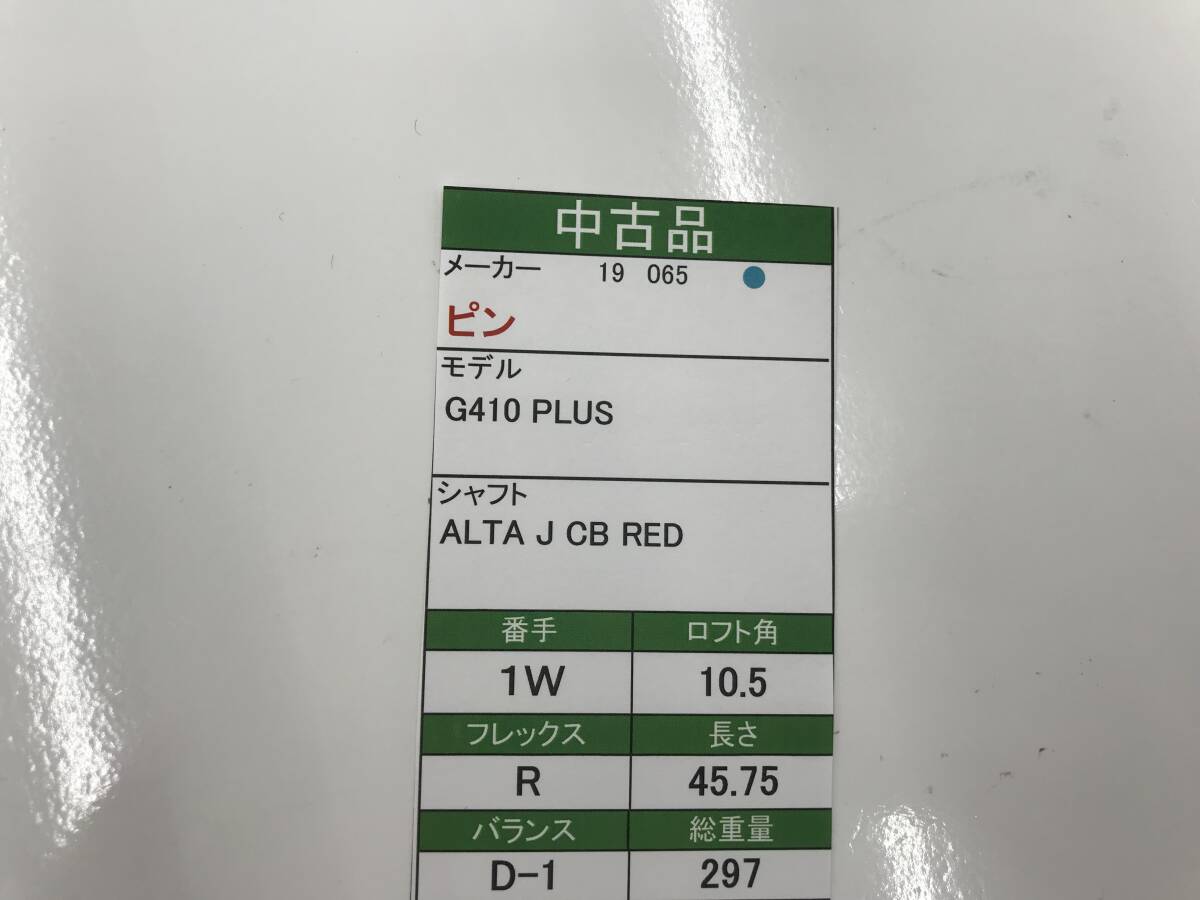 中古品
メーカー 19 065
ピン
モデル
G410 PLUS
シャフト
ALTA J CB RED
番手 ロフト角
1W 10.5
フレックス 長さ
R 45.75
バランス 総重量
D-1 297